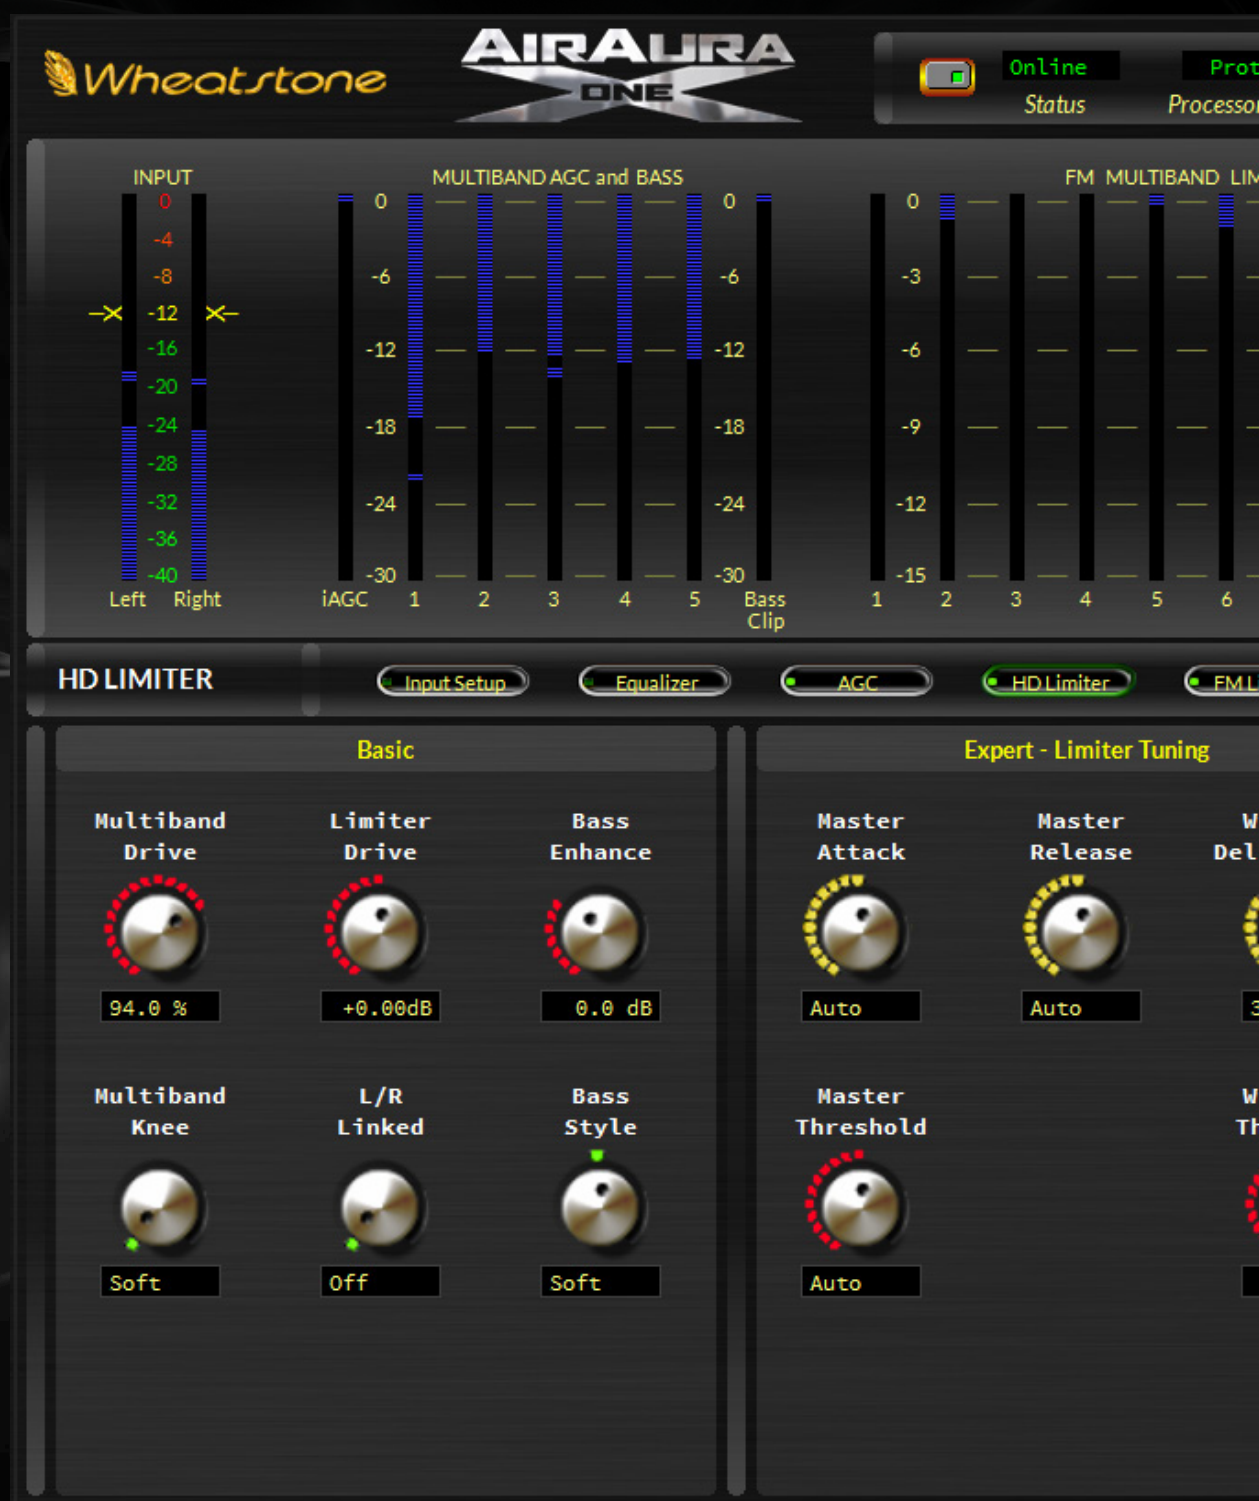 Wheatstone
AIRAURA
ONE
Online
Status
INPUT
MULTIBAND AGC and BASS
FM MULTIBAND
0 0 0 0
-4
-8
-6 -6 -3
-12
-16
-12 -12 -6
-20
-24
-18 -18 -9
-28
-32
-24 -24 -12
-36
-40
-30 -30 -15
Left Right
iAGC 1 2 3 4 5 Bass
Clip
1 2 3 4 5 6
HD LIMITER
Input Setup
Equalizer
AGC
HD Limiter
Basic
Expert - Limiter Tuning
Multiband
Drive
94.0 %
Limiter
Drive
+0.00dB
Bass
Enhance
0.0 dB
Master
Attack
Auto
Master
Release
Auto
Multiband
Knee
Soft
L/R
Linked
Off
Bass
Style
Soft
Master
Threshold
Auto